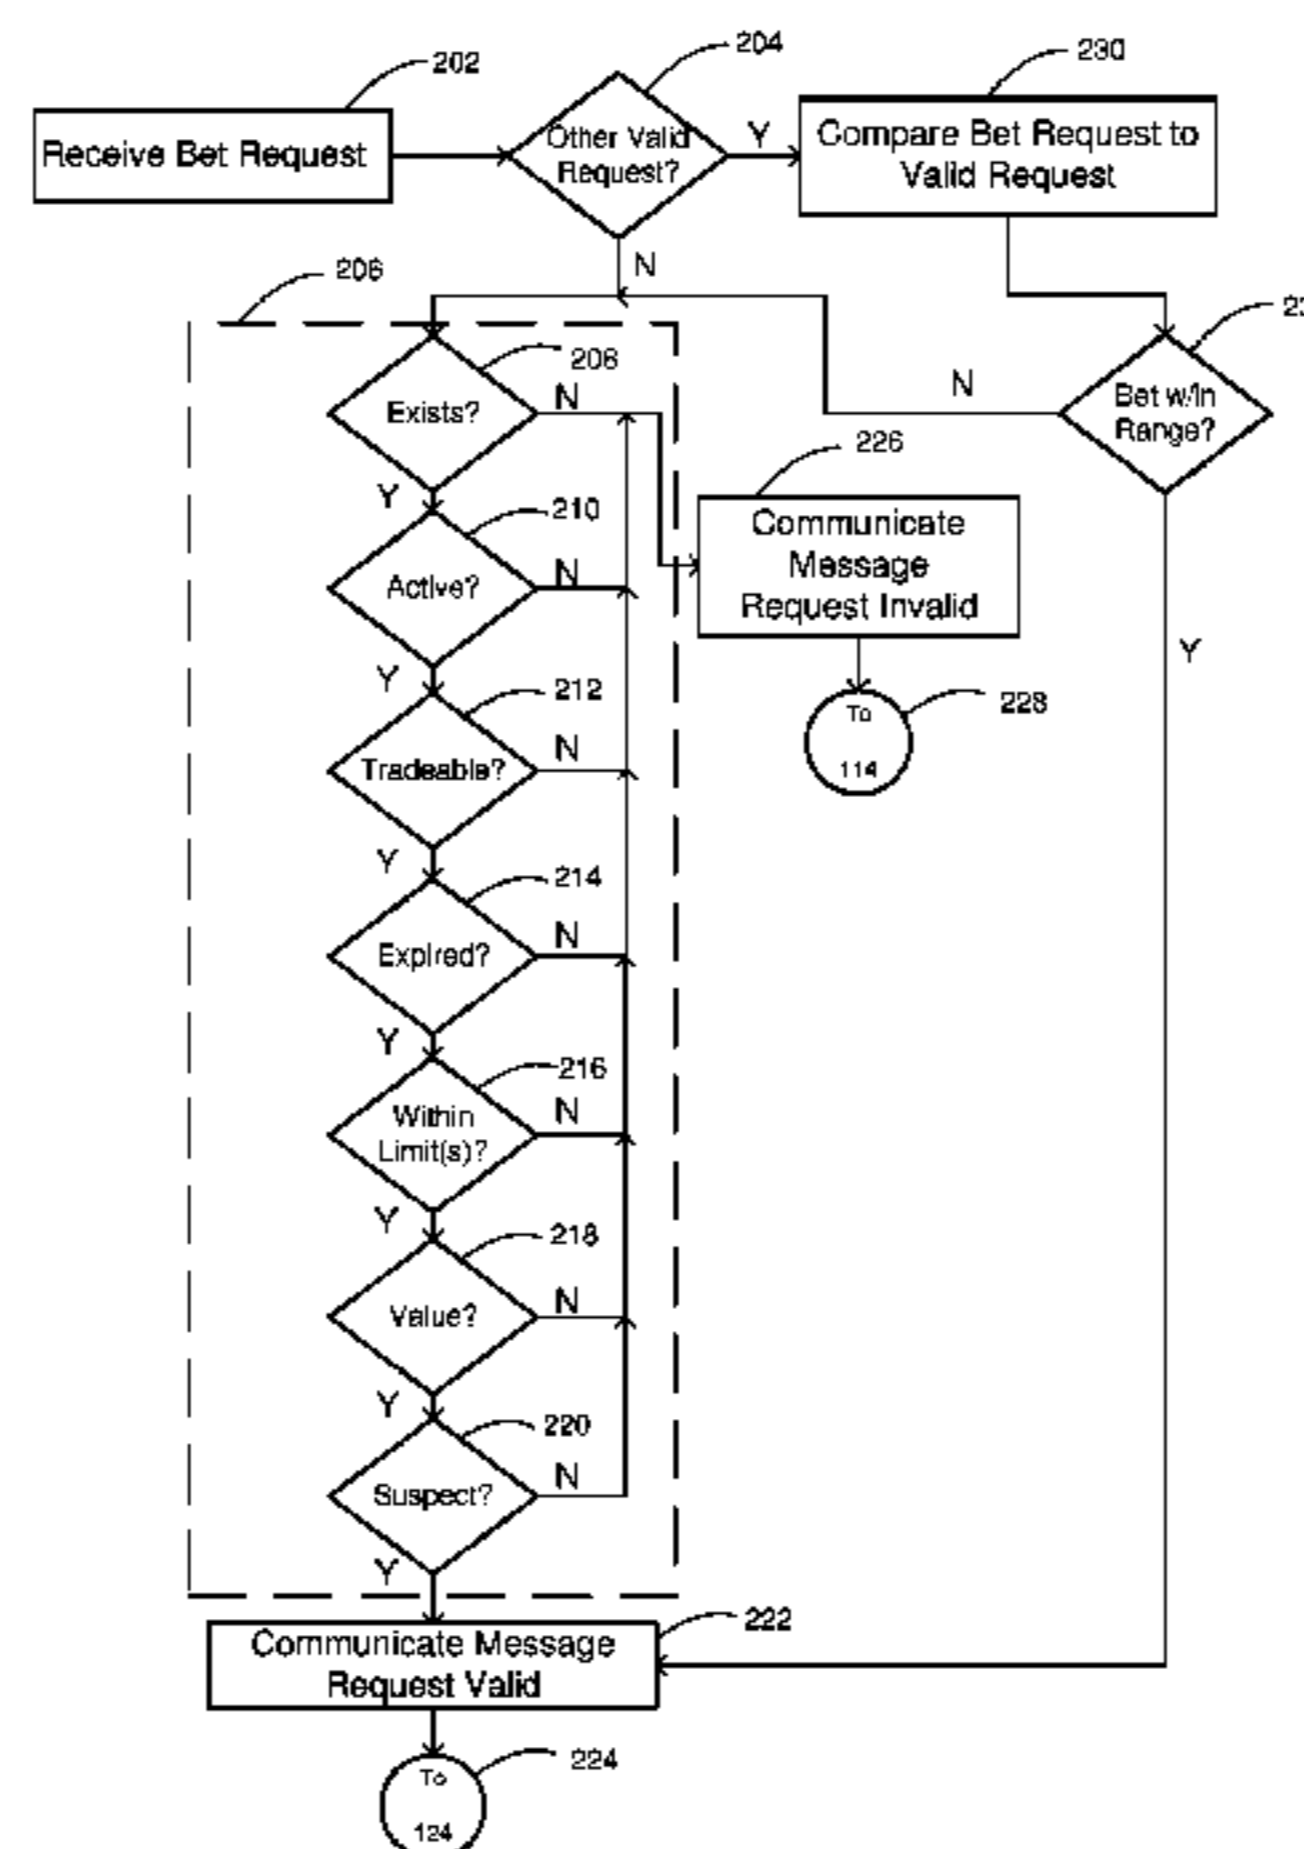 202
204
230
Receive Bet Request
Other Valid
Request?
Y
Compare Bet Request to
Valid Request
N
206
208
Exists?
N
Y
N
Bet w/In
Range?
226
210
Active?
N
Y
Communicate
Message
Request Invalid
Y
212
Tradeable?
N
Y
228
To
114
214
Expired?
N
Y
216
Within
Limit(s)?
N
Y
218
Value?
N
Y
220
Suspect?
N
Y
222
Communicate Message
Request Valid
224
To
124